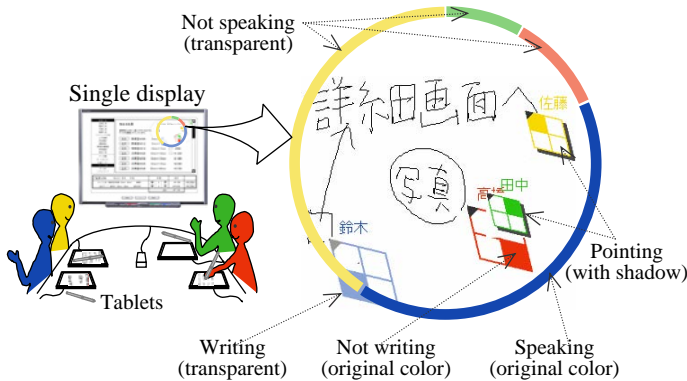 Not speaking
(transparent)
Single display
詳細画面へ
佐藤
写真
田中
高橋
鈴木
Tablets
Pointing
(with shadow)
Writing
(transparent)
Not writing
(original color)
Speaking
(original color)